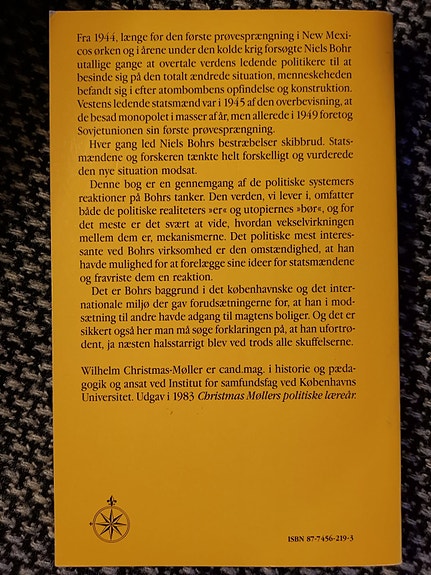 Fra 1944, længe før den første prøvesprængning i New Mexi-
cos ørken og i årene under den kolde krig forsøgte Niels Bohr
utallige gange at overtale verdens ledende politikere til at
besinde sig på den totalt ændrede situation, menneskeheden
befandt sig i efter atombombens opfindelse og konstruktion.
Vestens ledende statsmænd var i 1945 af den overbevisning, at
de besad monopolet i masser af år, men allerede i 1949 foretog
Sovjetunionen sin første prøvesprængning.
Hver gang led Niels Bohrs bestræbelser skibbrud. Stats-
mændene og forskeren tænkte helt forskelligt og vurderede
den nye situation modsat.
Denne bog er en gennemgang af de politiske systemers
reaktioner på Bohrs tanker. Den verden, vi lever i, omfatter
både de politiske realiteters »er« og utopiernes »bør«, og for
det meste er det svært at vide, hvordan vekselvirkningen
mellem dem er, mekanismerne. Det politiske mest interes-
sante ved Bohrs virksomhed er den omstændighed, at han
havde mulighed for at forelægge sine ideer for statsmændene
og fravriste dem en reaktion.
Det er Bohrs baggrund i det københavnske og det inter-
nationale miljø der gav forudsætningerne for, at han i mod-
sætning til andre havde adgang til magtens boliger. Og det er
sikkert også her man må søge forklaringen på, at han ufortrø-
dent, ja næsten halsstarrigt blev ved trods alle skuffelserne.
Wilhelm Christmas-Møller er cand.mag. i historie og pæda-
gogik og ansat ved Institut for samfundsfag ved Københavns
Universitet. Udgav i 1983 Christmas Møllers politiske læreår.
ISBN 87-7456-219-3